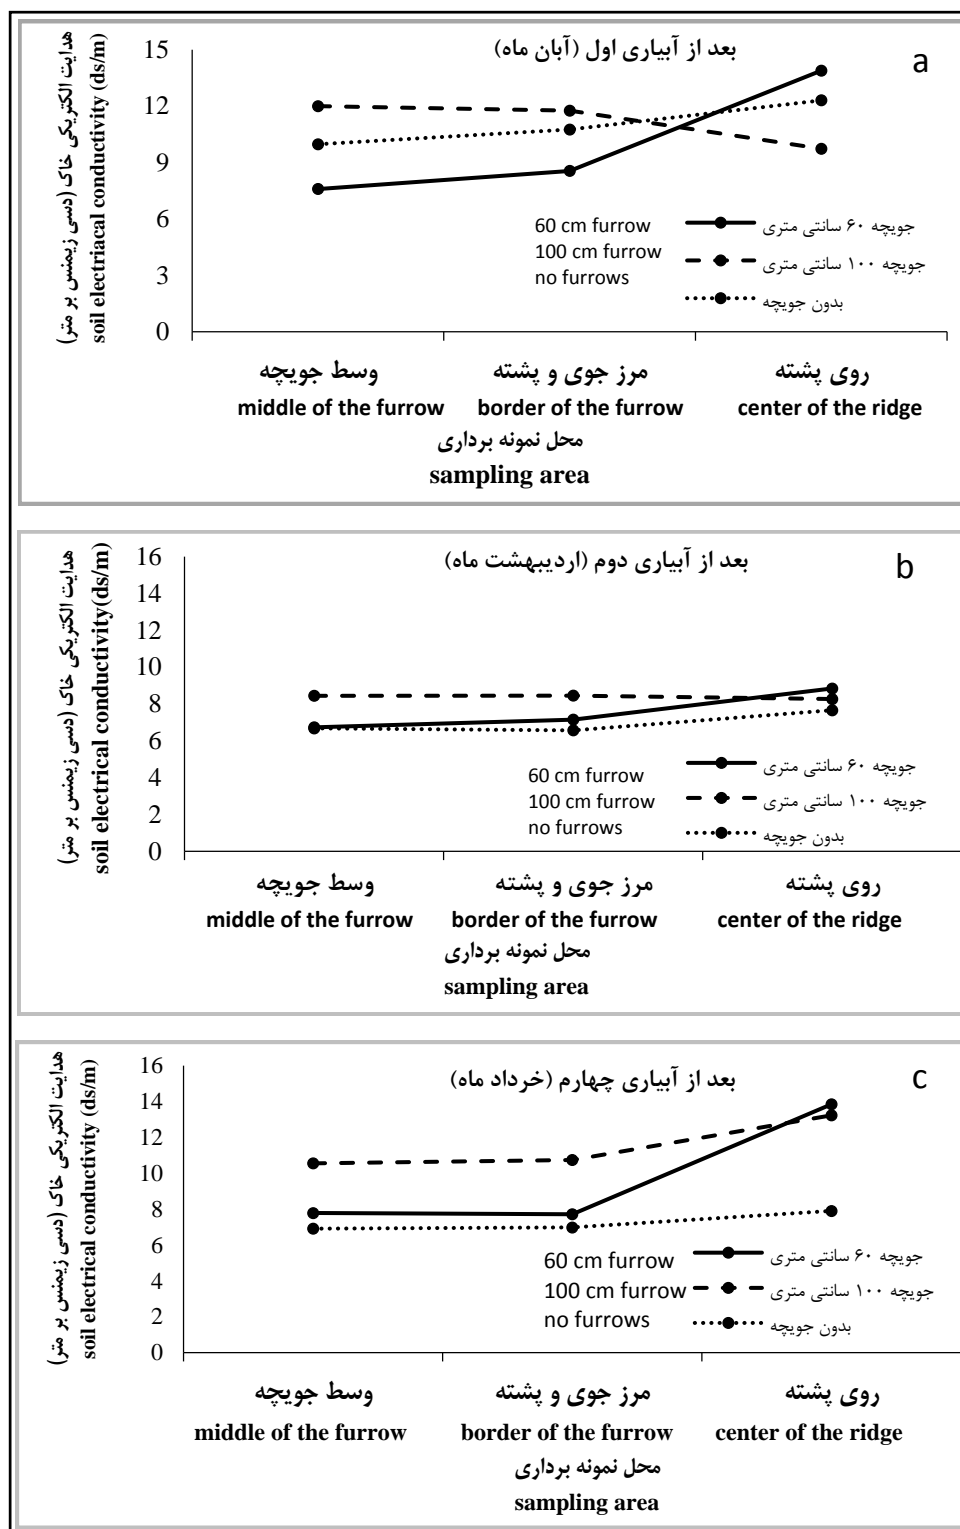 بعد از آبیاری اول (آبان ماه)
a
هدایت الکتریکی خاک (دسی زیمنس بر متر)
soil electriacal conductivity (ds/m)
15
12
9
6
3
0
60 cm furrow
100 cm furrow
no furrows
جویچه ۶۰ سانتی متری
جویچه ۱۰۰ سانتی متری
بدون جویچه
وسط جویچه
مرز جوی و پشته
روی پشته
middle of the furrow
border of the furrow
center of the ridge
محل نمونه برداری
sampling area
بعد از آبیاری دوم (اردیبهشت ماه)
b
هدایت الکتریکی خاک (دسی زیمنس بر متر)
soil electrical conductivity(ds/m)
16
14
12
10
8
6
4
2
0
60 cm furrow
100 cm furrow
no furrows
جویچه ۶۰ سانتی متری
جویچه ۱۰۰ سانتی متری
بدون جویچه
وسط جویچه
مرز جوی و پشته
روی پشته
middle of the furrow
border of the furrow
center of the ridge
محل نمونه برداری
sampling area
بعد از آبیاری چهارم (خرداد ماه)
c
هدایت الکتریکی خاک (دسی زیمنس بر متر)
soil electrical conductivity (ds/m)
16
14
12
10
8
6
4
2
0
60 cm furrow
100 cm furrow
no furrows
جویچه ۶۰ سانتی متری
جویچه ۱۰۰ سانتی متری
بدون جویچه
وسط جویچه
مرز جوی و پشته
روی پشته
middle of the furrow
border of the furrow
center of the ridge
محل نمونه برداری
sampling area